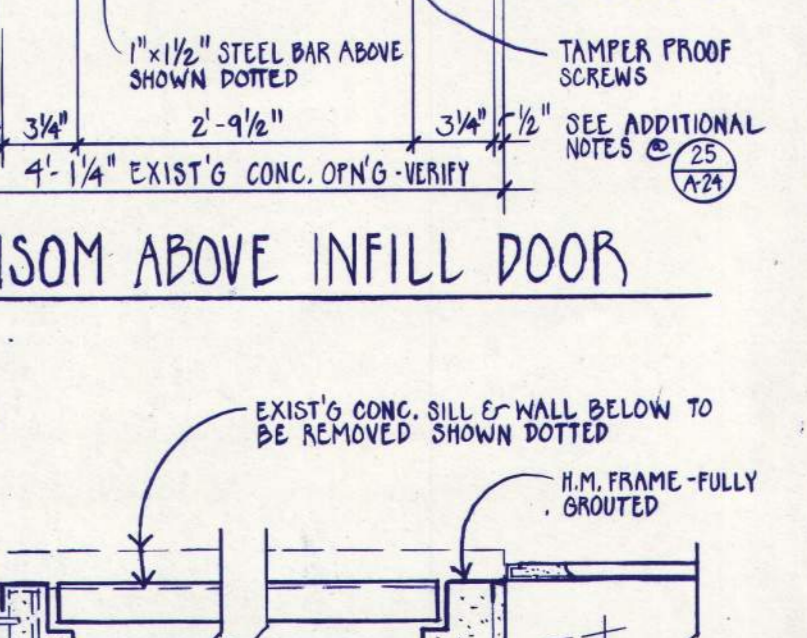 1"x1½" STEEL BAR ABOVE
SHOWN DOTTED
TAMPER PROOF
SCREWS
3¼"
2'-9½"
3¼"
½"
SEE ADDITIONAL
NOTES @
25
A-24
4'-1¼" EXIST'G CONC. OPN'G-VERIFY
SOM ABOVE INFILL DOOR
EXIST'G CONC. SILL & WALL BELOW TO
BE REMOVED SHOWN DOTTED
H.M. FRAME-FULLY
GROUTED